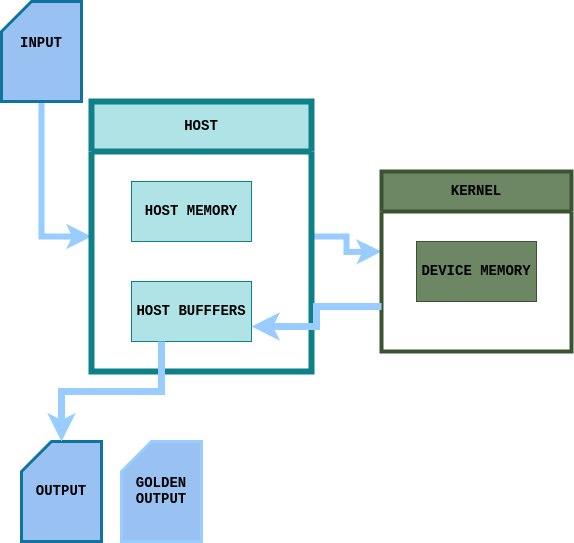 INPUT
HOST
HOST MEMORY
KERNEL
DEVICE MEMORY
HOST BUFFFERS
OUTPUT
GOLDEN
OUTPUT